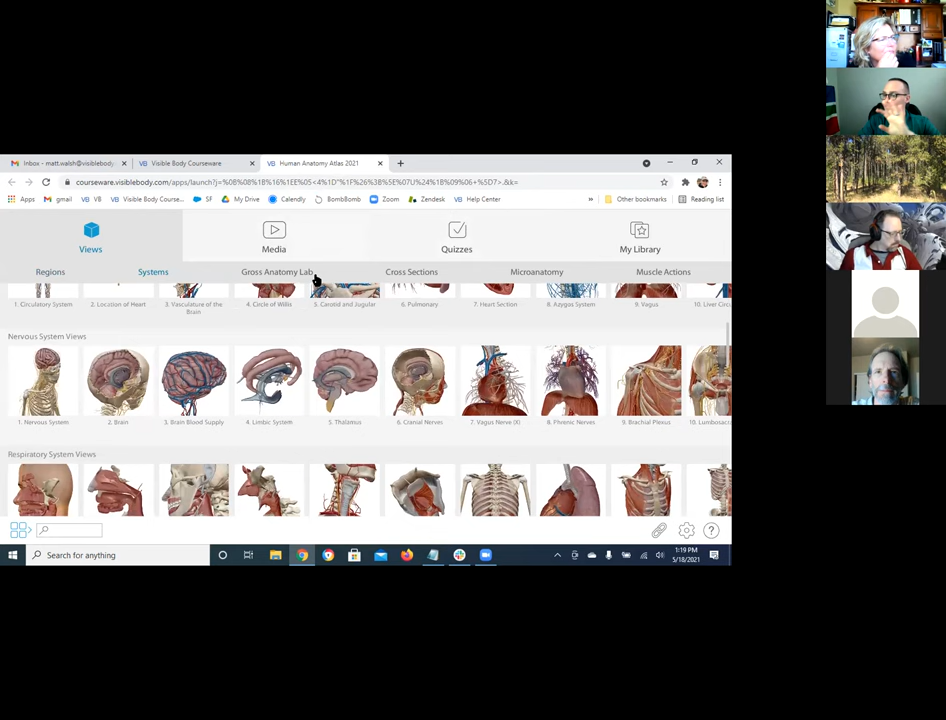 Inbox - matt.walsh@visiblebody
Visible Body Courseware
Human Anatomy Atlas 2021
Apps
gmail
VB
Visible Body Course...
SF
My Drive
Calendly
BombBomb
Zoom
Zendesk
Help Center
»
Other bookmarks
Reading list
Views
Media
Quizzes
My Library
Regions
Systems
Gross Anatomy Lab
Cross Sections
Microanatomy
Muscle Actions
1. Circulatory System
2. Location of Heart
3. Vasculature of the Brain
4. Circle of Willis
5. Carotid and Jugular
6. Pulmonary
7. Heart Section
8. Azygos System
9. Vagus
10. Liver Circ
Nervous System Views
1. Nervous System
2. Brain
3. Brain Blood Supply
4. Limbic System
5. Thalamus
6. Cranial Nerves
7. Vagus Nerve (X)
8. Phrenic Nerves
9. Brachial Plexus
10. Lumbosac
Respiratory System Views
Search for anything
1:19 PM
5/18/2021